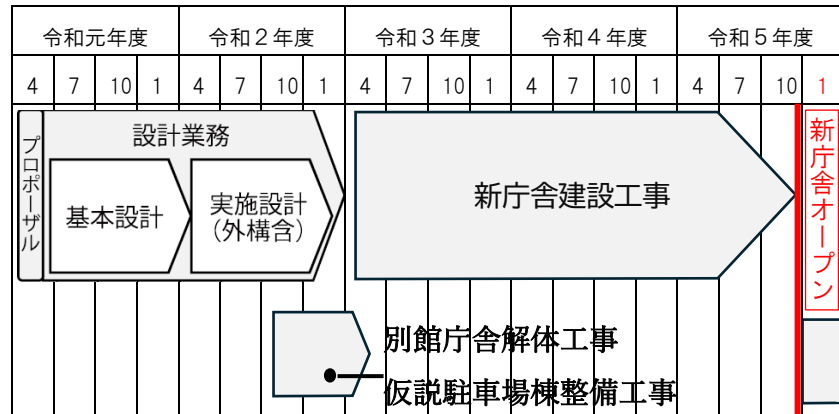 令和元年度 令和２年度 令和３年度 令和４年度 令和５年度
4 7 10 1 4 7 10 1 4 7 10 1 4 7 10 1 4 7 10 1
プロポーザル
設計業務
基本設計
実施設計
（外構含）
新庁舎建設工事
新庁舎オープン
別館庁舎解体工事
仮説駐車場棟整備工事